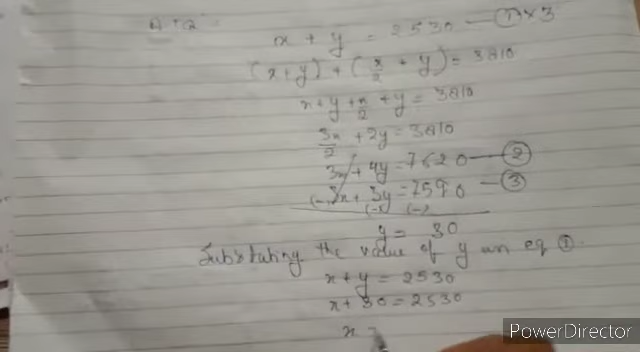 x + y = 2530 — ① × 3
(x+y) + (x/2 + y) = 3810
x+y+x/2+y = 3810
3x/2 + 2y = 3810
3x + 4y = 7620 — ②
(-)3x + 3y = 7590 — ③
(-) (-)
y = 30
Substituting the value of y in eq ①.
x+y = 2530
x + 30 = 2530
x =
PowerDirector